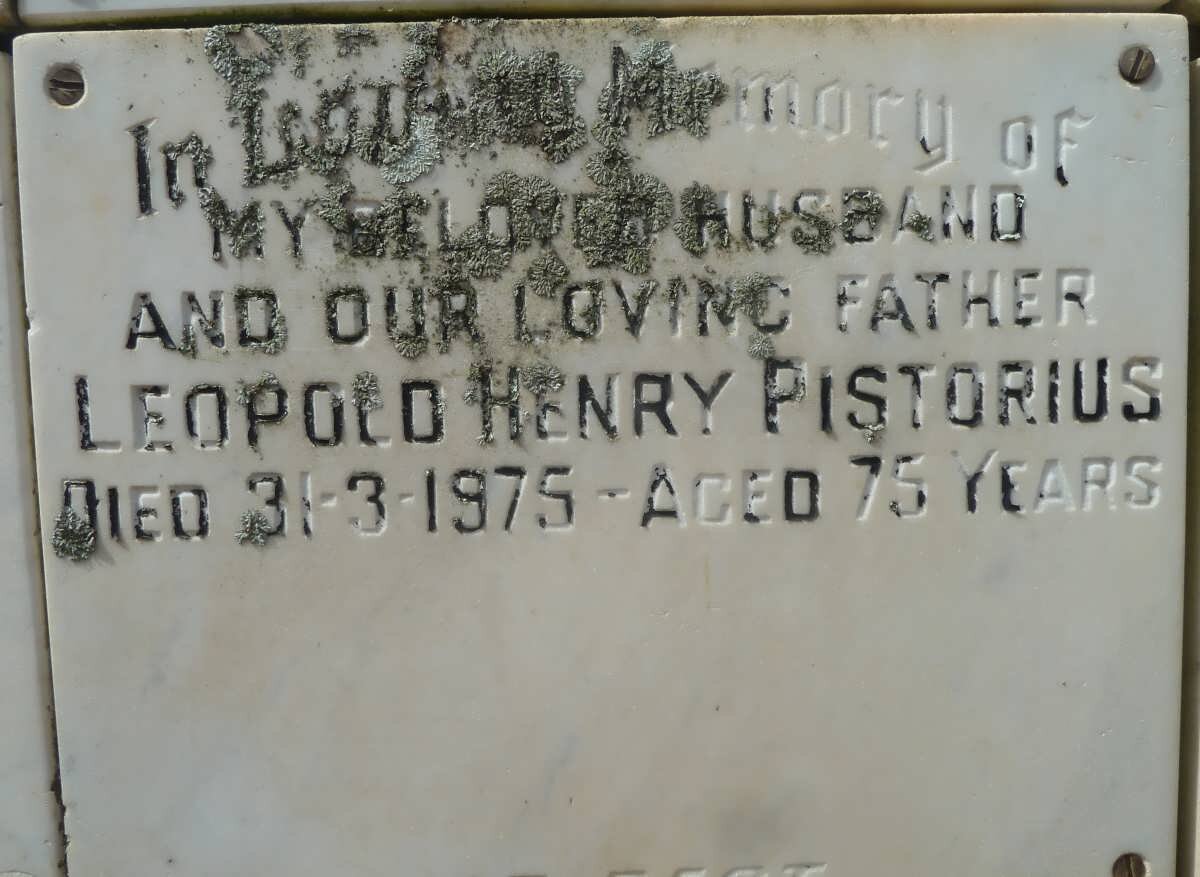 In Loving Memory of
MY BELOVED HUSBAND
AND OUR LOVING FATHER
LEOPOLD HENRY PISTORIUS
DIED 31-3-1975 - AGED 75 YEARS